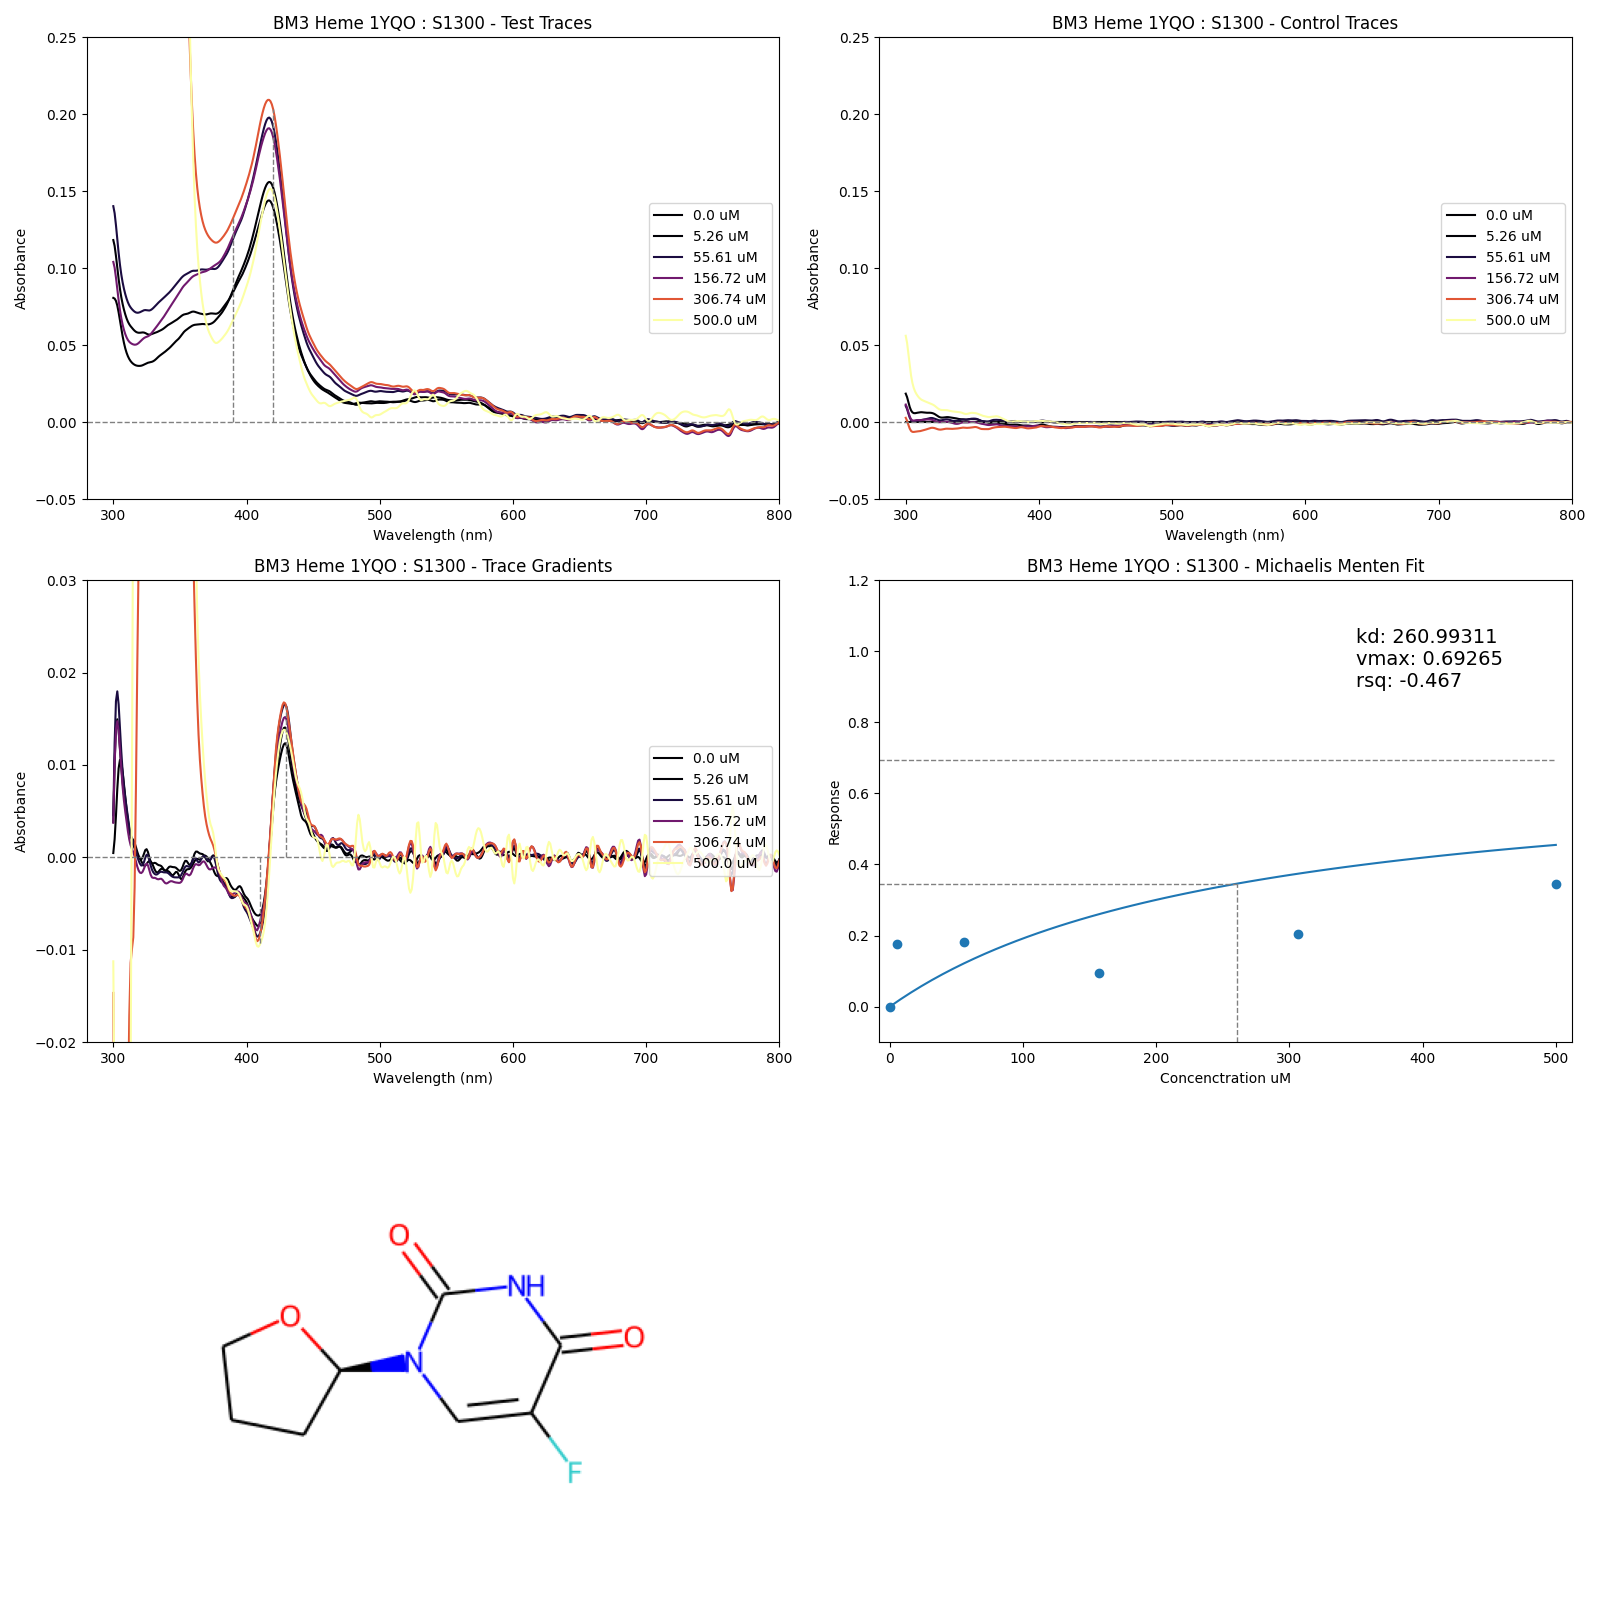 BM3 Heme 1YQO : S1300 - Test Traces
0.25
0.20
0.15
0.10
0.05
0.00
−0.05
Absorbance
300 400 500 600 700 800
Wavelength (nm)
0.0 uM
5.26 uM
55.61 uM
156.72 uM
306.74 uM
500.0 uM
BM3 Heme 1YQO : S1300 - Control Traces
0.25
0.20
0.15
0.10
0.05
0.00
−0.05
Absorbance
300 400 500 600 700 800
Wavelength (nm)
0.0 uM
5.26 uM
55.61 uM
156.72 uM
306.74 uM
500.0 uM
BM3 Heme 1YQO : S1300 - Trace Gradients
0.03
0.02
0.01
0.00
−0.01
−0.02
Absorbance
300 400 500 600 700 800
Wavelength (nm)
0.0 uM
5.26 uM
55.61 uM
156.72 uM
306.74 uM
500.0 uM
BM3 Heme 1YQO : S1300 - Michaelis Menten Fit
1.2
1.0
0.8
0.6
0.4
0.2
0.0
Response
kd: 260.99311
vmax: 0.69265
rsq: -0.467
0 100 200 300 400 500
Concenctration uM
O
NH
O
O
N
F